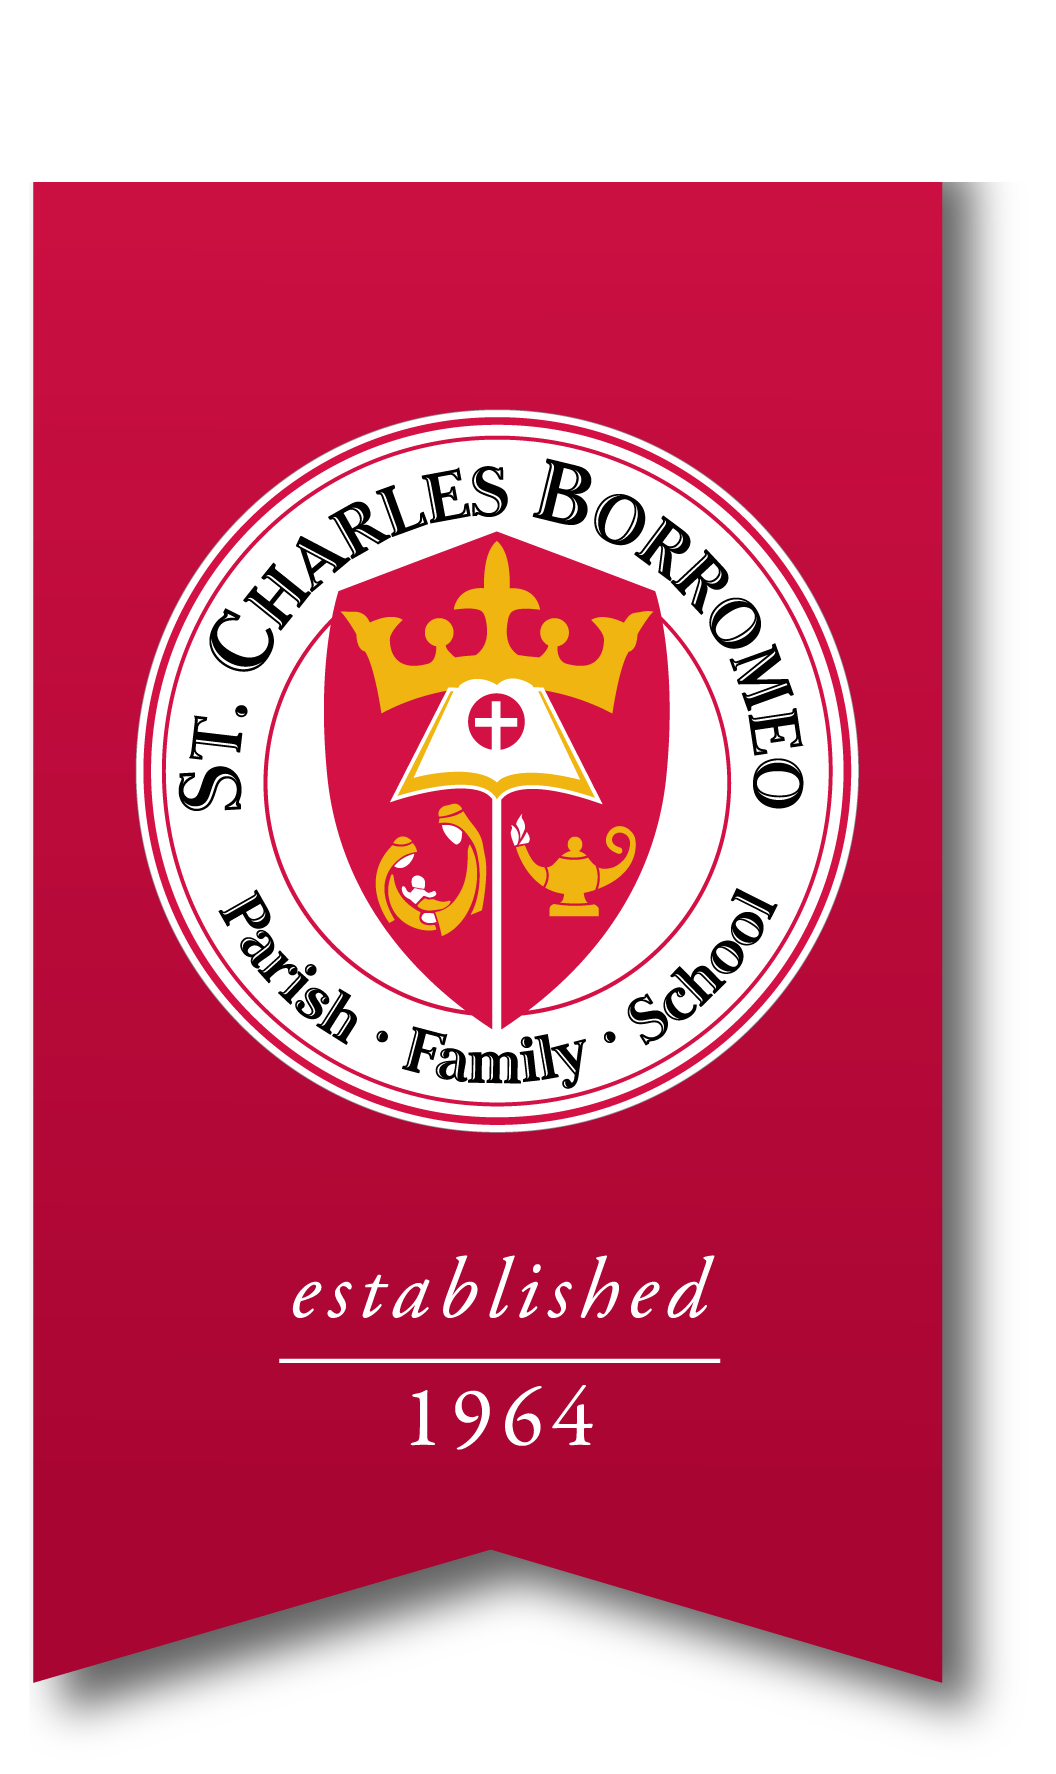 St. Charles Borromeo
Parish · Family · School
established
1964